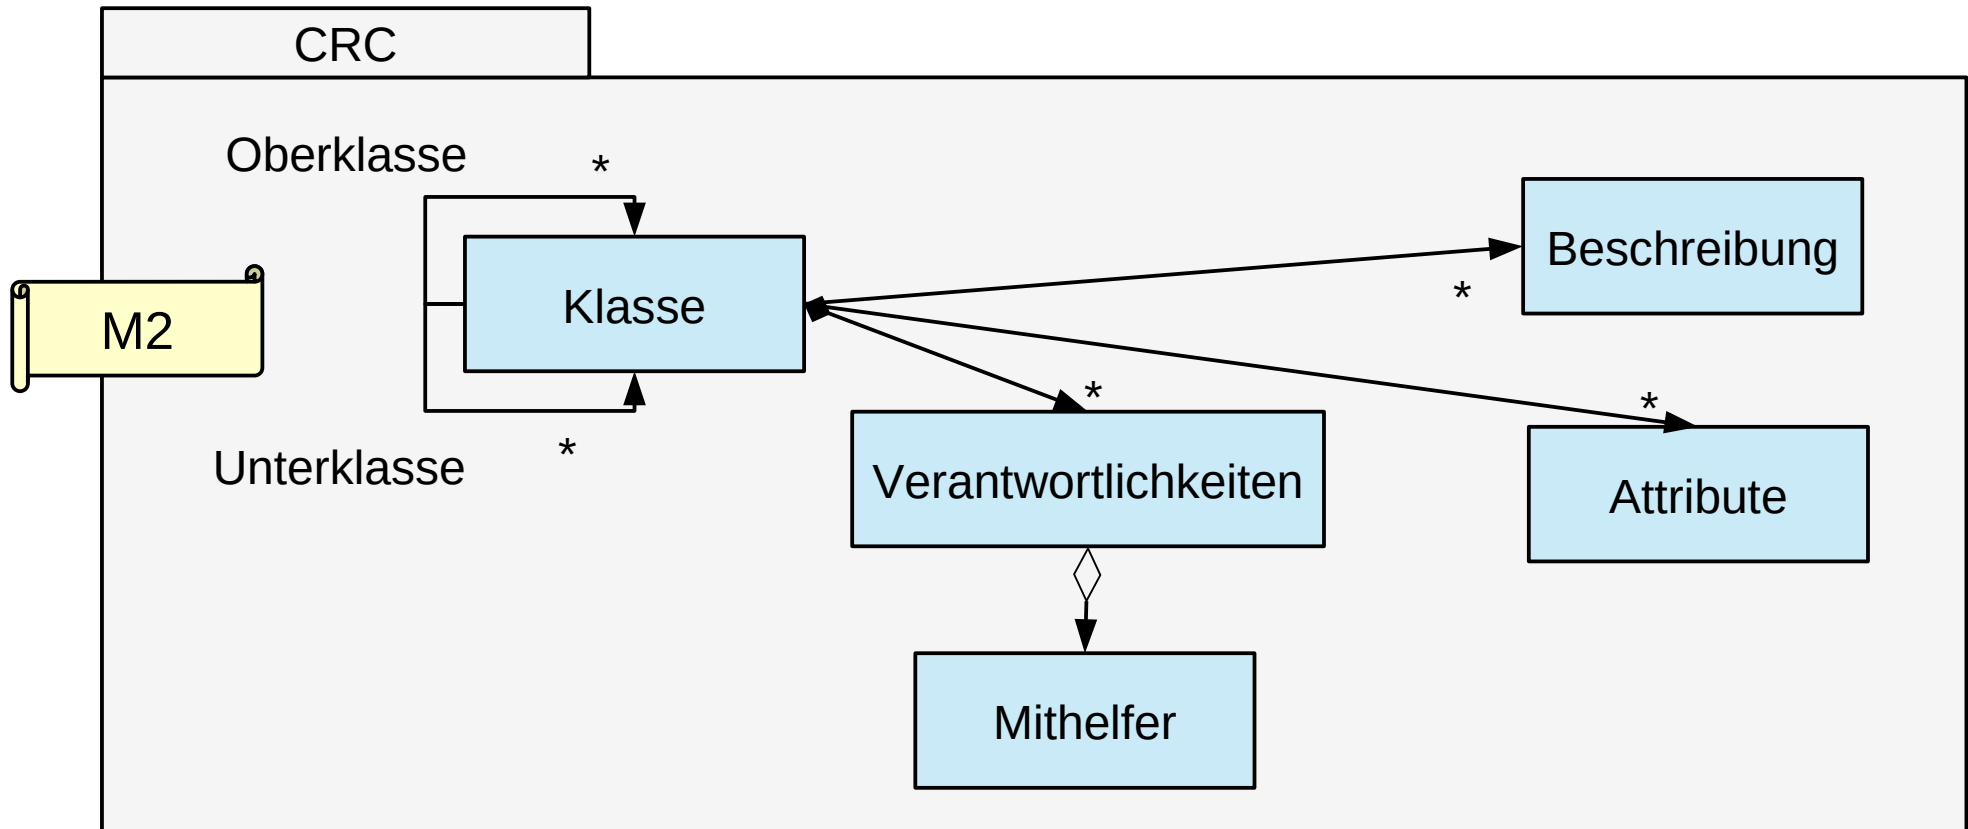 CRC
Oberklasse
*
Klasse
Beschreibung
*
M2
*
*
Unterklasse
*
Verantwortlichkeiten
Attribute
Mithelfer